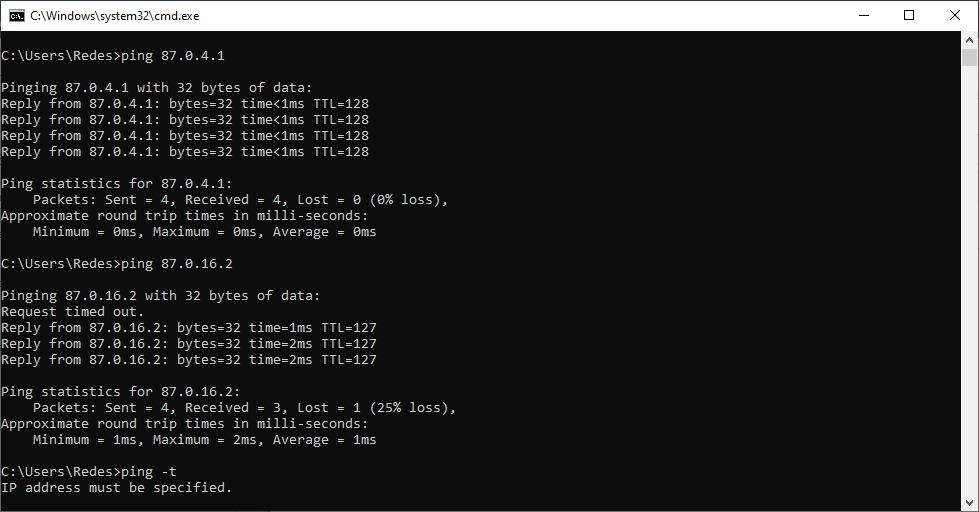 C:\Windows\system32\cmd.exe
C:\Users\Redes>ping 87.0.4.1
Pinging 87.0.4.1 with 32 bytes of data:
Reply from 87.0.4.1: bytes=32 time<1ms TTL=128
Reply from 87.0.4.1: bytes=32 time<1ms TTL=128
Reply from 87.0.4.1: bytes=32 time<1ms TTL=128
Reply from 87.0.4.1: bytes=32 time<1ms TTL=128
Ping statistics for 87.0.4.1:
    Packets: Sent = 4, Received = 4, Lost = 0 (0% loss),
Approximate round trip times in milli-seconds:
    Minimum = 0ms, Maximum = 0ms, Average = 0ms
C:\Users\Redes>ping 87.0.16.2
Pinging 87.0.16.2 with 32 bytes of data:
Request timed out.
Reply from 87.0.16.2: bytes=32 time=1ms TTL=127
Reply from 87.0.16.2: bytes=32 time=2ms TTL=127
Reply from 87.0.16.2: bytes=32 time=2ms TTL=127
Ping statistics for 87.0.16.2:
    Packets: Sent = 4, Received = 3, Lost = 1 (25% loss),
Approximate round trip times in milli-seconds:
    Minimum = 1ms, Maximum = 2ms, Average = 1ms
C:\Users\Redes>ping -t
IP address must be specified.